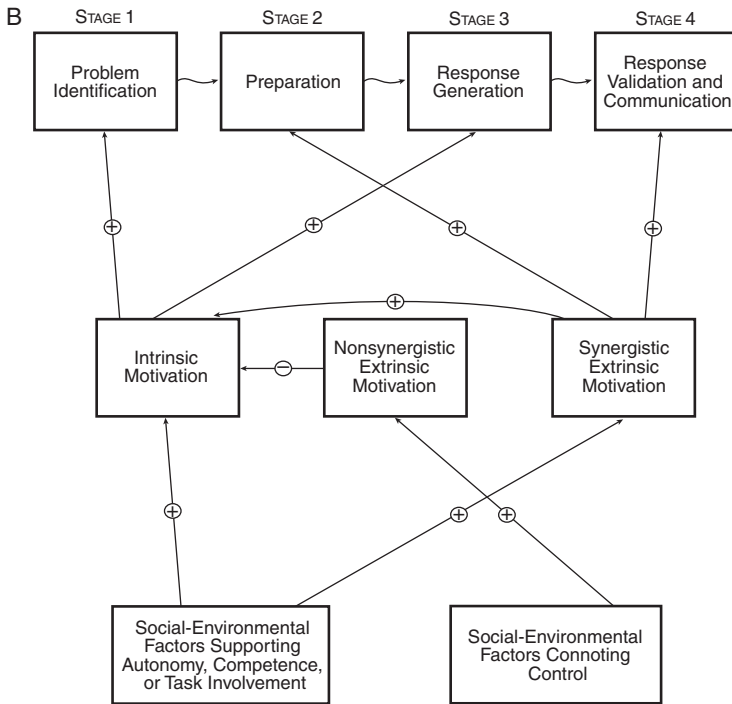 B
STAGE 1
STAGE 2
STAGE 3
STAGE 4
Problem
Identification
Preparation
Response
Generation
Response
Validation and
Communication
+
+
+
+
+
Intrinsic
Motivation
−
Nonsynergistic
Extrinsic
Motivation
Synergistic
Extrinsic
Motivation
+
+
+
Social-Environmental
Factors Supporting
Autonomy, Competence,
or Task Involvement
Social-Environmental
Factors Connoting
Control